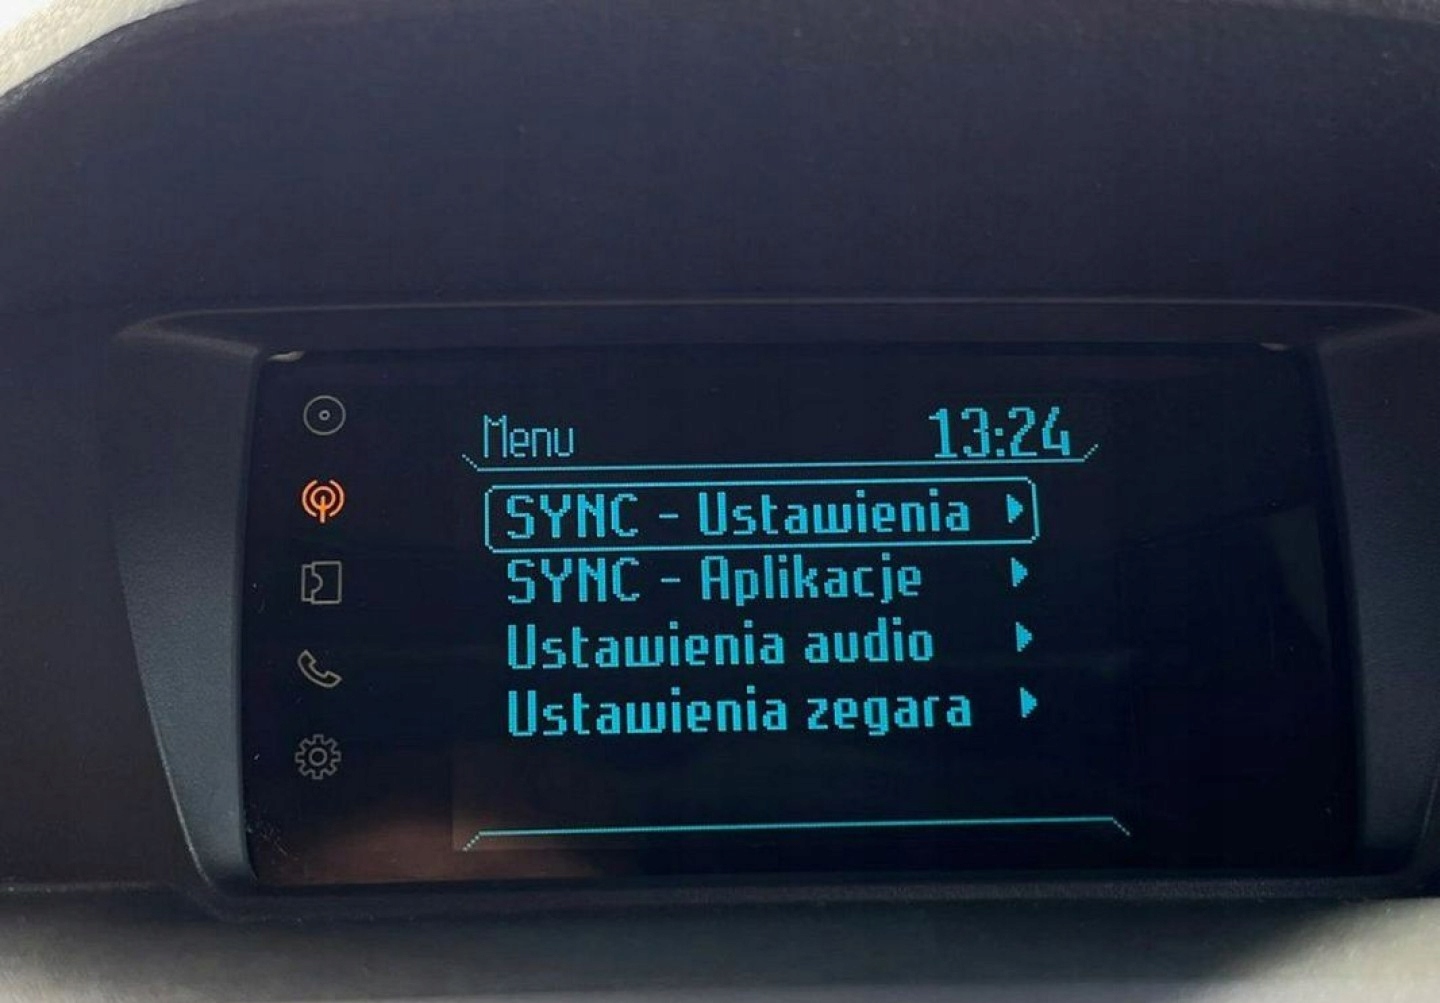 Menu 13:24
SYNC - Ustawienia
SYNC - Aplikacje
Ustawienia audio
Ustawienia zegara